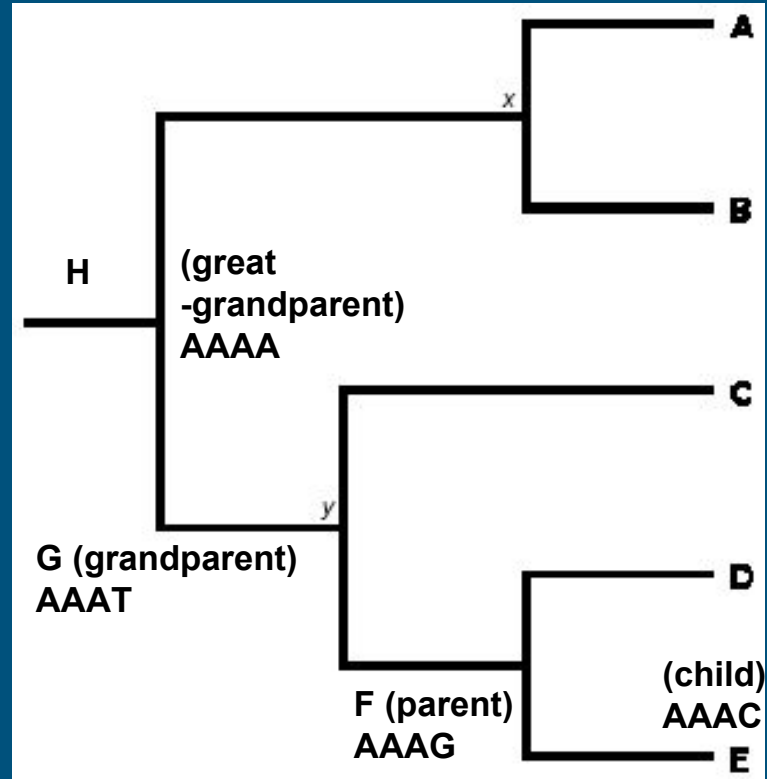 A
x
B
H
(great
-grandparent)
AAAA
C
y
G (grandparent)
AAAT
D
(child)
AAAC
F (parent)
AAAG
E